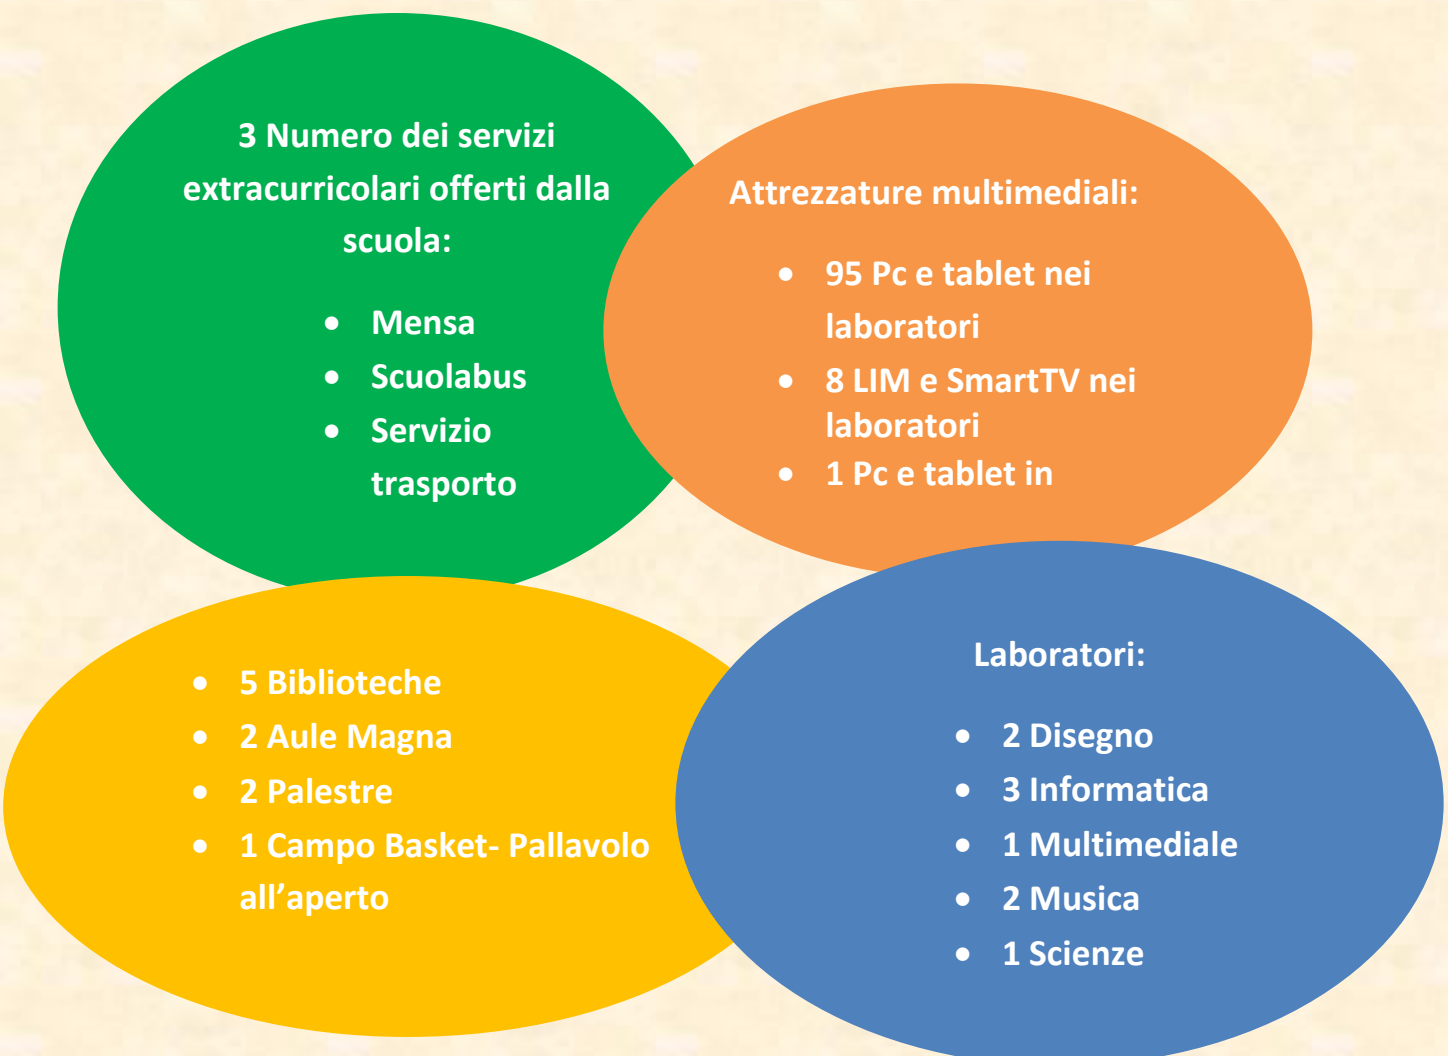 3 Numero dei servizi
extracurricolari offerti dalla
scuola:
• Mensa
• Scuolabus
• Servizio
trasporto
Attrezzature multimediali:
• 95 Pc e tablet nei
laboratori
• 8 LIM e SmartTV nei
laboratori
• 1 Pc e tablet in
• 5 Biblioteche
• 2 Aule Magna
• 2 Palestre
• 1 Campo Basket- Pallavolo
all’aperto
Laboratori:
• 2 Disegno
• 3 Informatica
• 1 Multimediale
• 2 Musica
• 1 Scienze